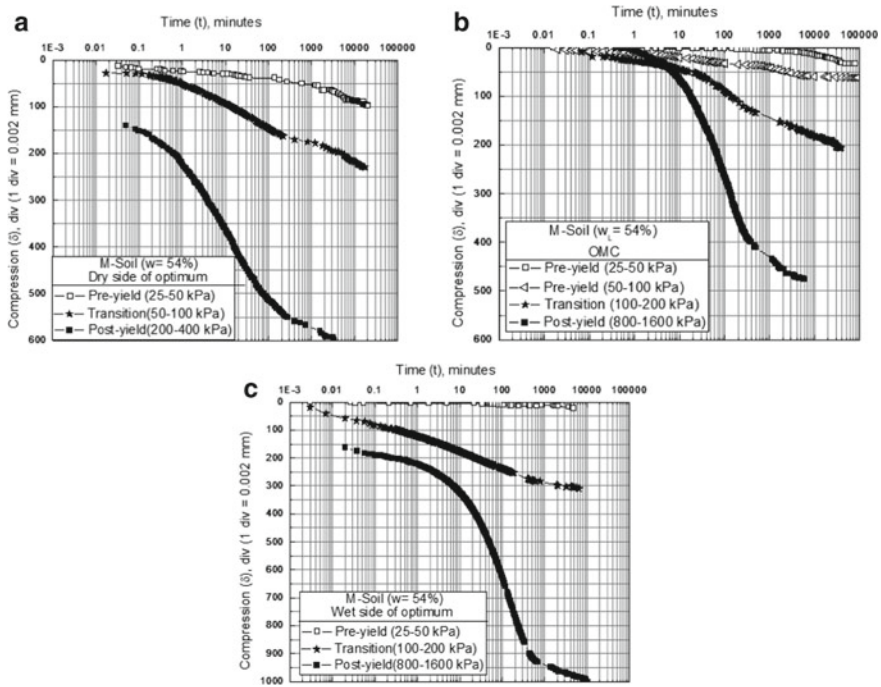 a
Time (t), minutes
1E-3 0.01 0.1 1 10 100 1000 10000 100000
0
100
200
300
400
500
600
Compression (δ), div (1 div = 0.002 mm)
M-Soil (w= 54%)
Dry side of optimum
Pre-yield (25-50 kPa)
Transition(50-100 kPa)
Post-yield(200-400 kPa)
b
Time (t), minutes
1E-3 0.01 0.1 1 10 100 1000 10000 100000
0
100
200
300
400
500
600
Compression (δ), div (1 div = 0.002 mm)
M-Soil (wL = 54%)
OMC
Pre-yield (25-50 kPa)
Pre-yield (50-100 kPa)
Transition (100-200 kPa)
Post-yield (800-1600 kPa)
c
Time (t), minutes
1E-3 0.01 0.1 1 10 100 1000 10000 100000
0
100
200
300
400
500
600
700
800
900
1000
Compression (δ), div (1 div = 0.002 mm)
M-Soil (w= 54%)
Wet side of optimum
Pre-yield (25-50 kPa)
Transition(100-200 kPa)
Post-yield(800-1600 kPa)